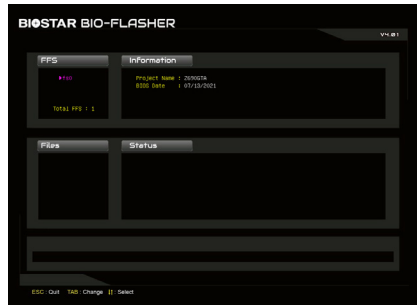 BIOSTAR BIO-FLASHER
V4.01
FFS
Total FFS : 1
Information
Project Name : Z690GTA
BIOS Date : 07/13/2021
Files
Status
ESC : Quit TAB : Change ↕ : Select